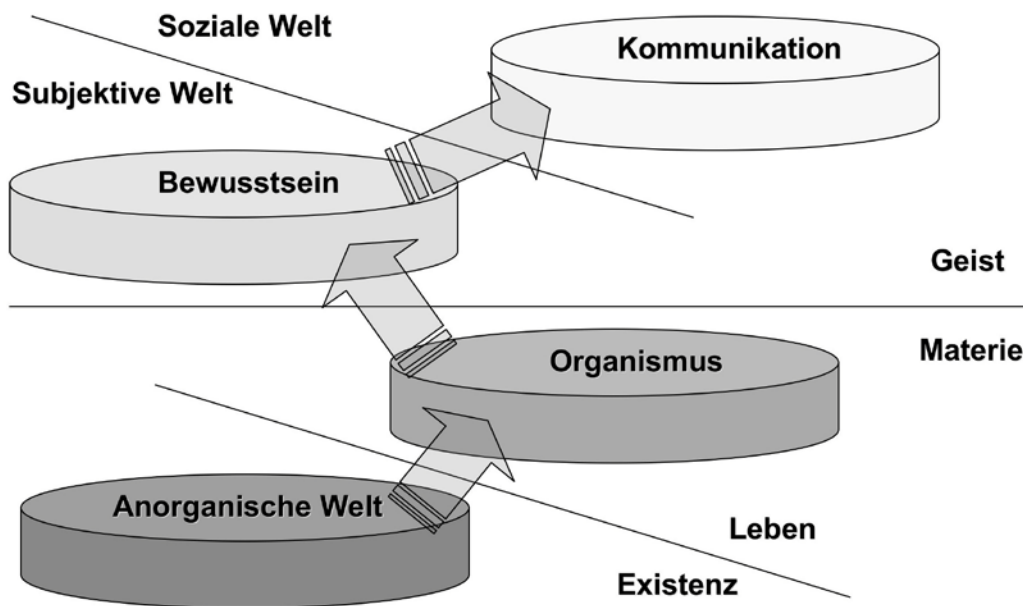 Soziale Welt
Kommunikation
Subjektive Welt
Bewusstsein
Geist
Materie
Organismus
Anorganische Welt
Leben
Existenz